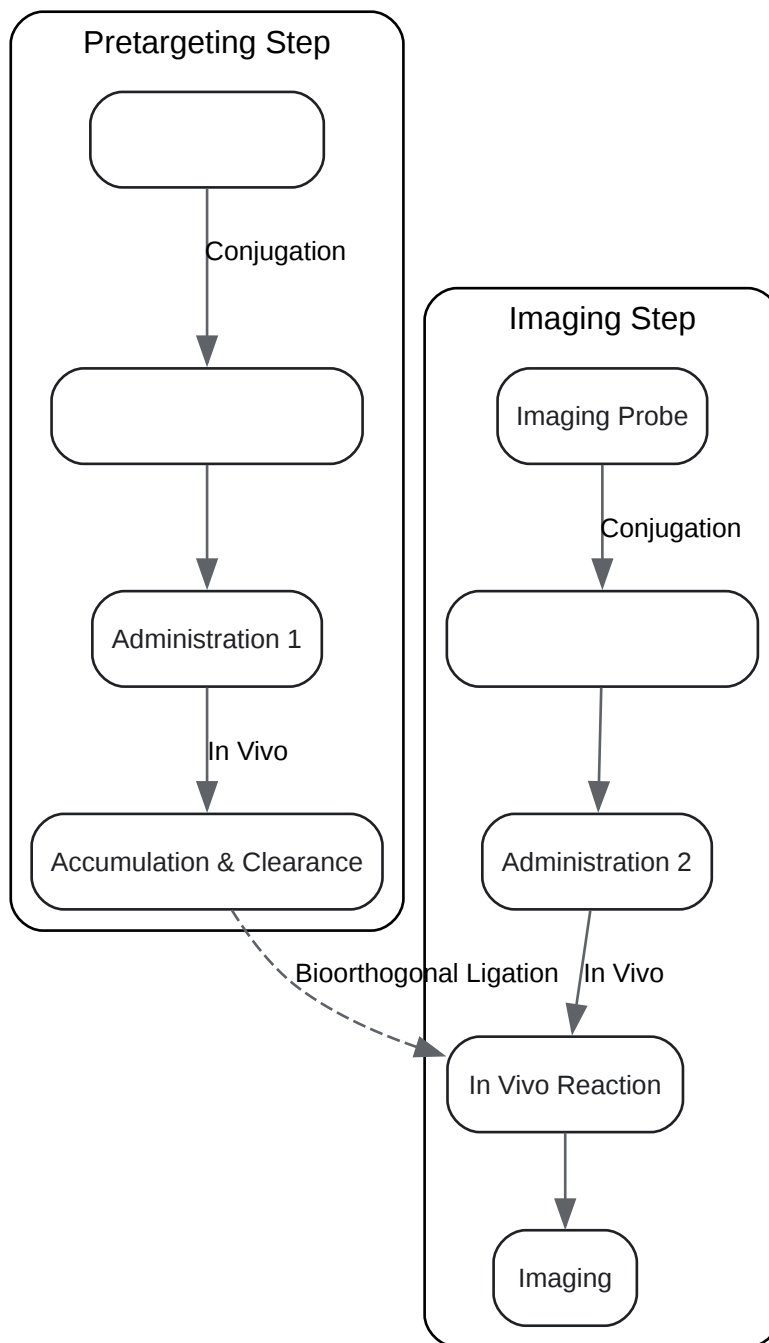 Pretargeting Step
Conjugation
Administration 1
In Vivo
Accumulation & Clearance
Imaging Step
Imaging Probe
Conjugation
Administration 2
Bioorthogonal Ligation
In Vivo
In Vivo Reaction
Imaging